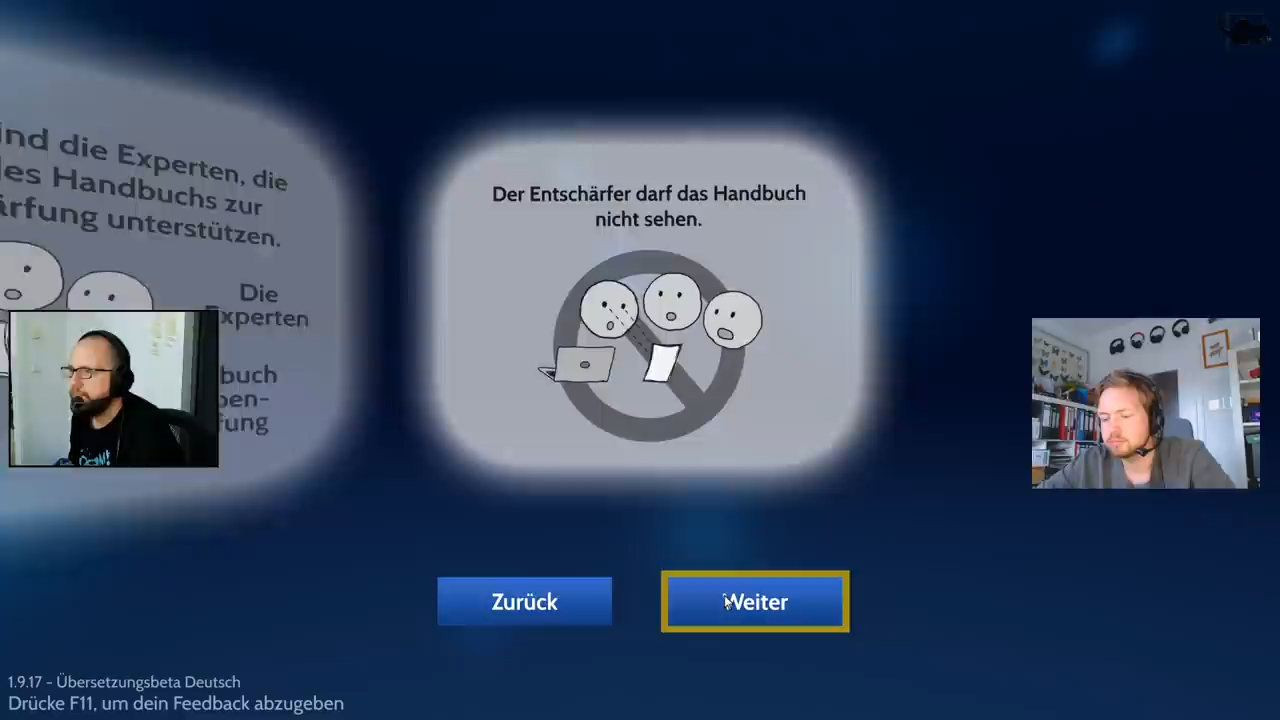 ind die Experten, die
des Handbuchs zur
ärfung unterstützen.
Die
Experten
buch
ben-
fung
Der Entschärfer darf das Handbuch
nicht sehen.
Zurück
Weiter
1.9.17 - Übersetzungsbeta Deutsch
Drücke F11, um dein Feedback abzugeben